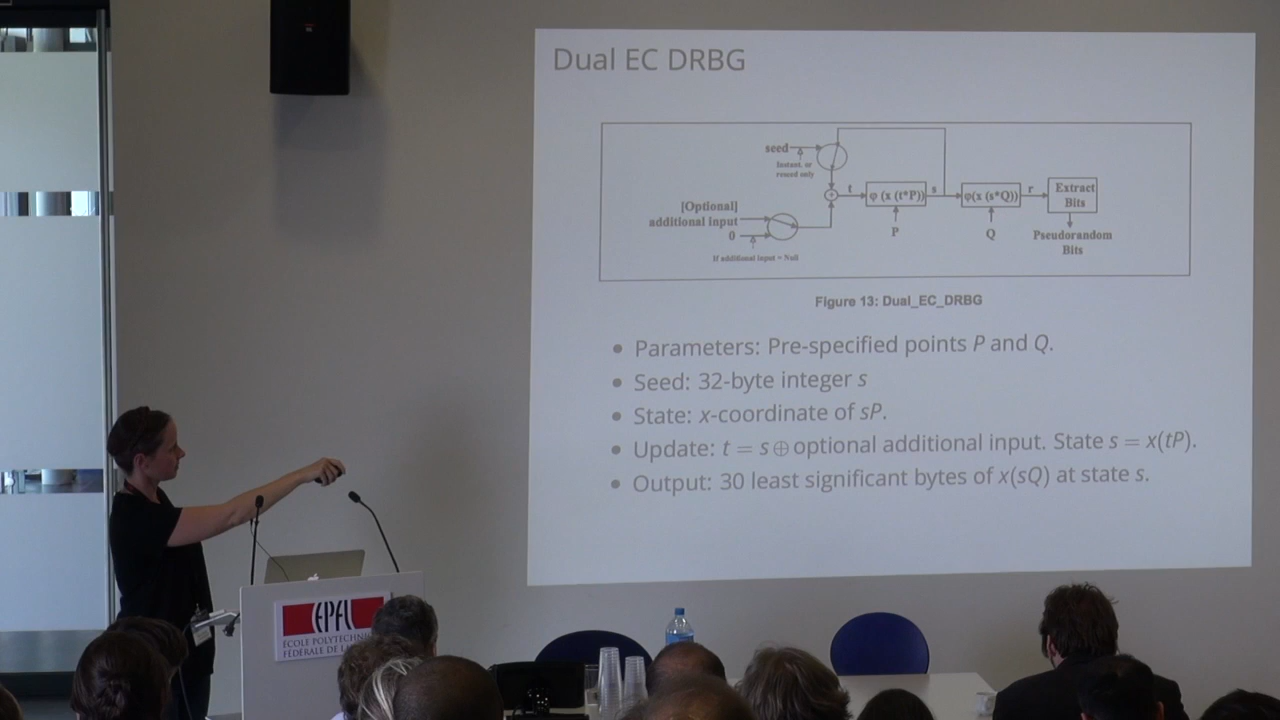 Dual EC DRBG
seed
Instant. or
reseed only
[Optional]
additional input
0
If additional input = Null
t
φ (x (t*P))
s
φ(x (s*Q))
r
Extract
Bits
P
Q
Pseudorandom
Bits
Figure 13: Dual_EC_DRBG
• Parameters: Pre-specified points P and Q.
• Seed: 32-byte integer s
• State: x-coordinate of sP.
• Update: t = s ⊕ optional additional input. State s = x(tP).
• Output: 30 least significant bytes of x(sQ) at state s.
EPFL
ÉCOLE POLYTECHNIQUE
FÉDÉRALE DE L